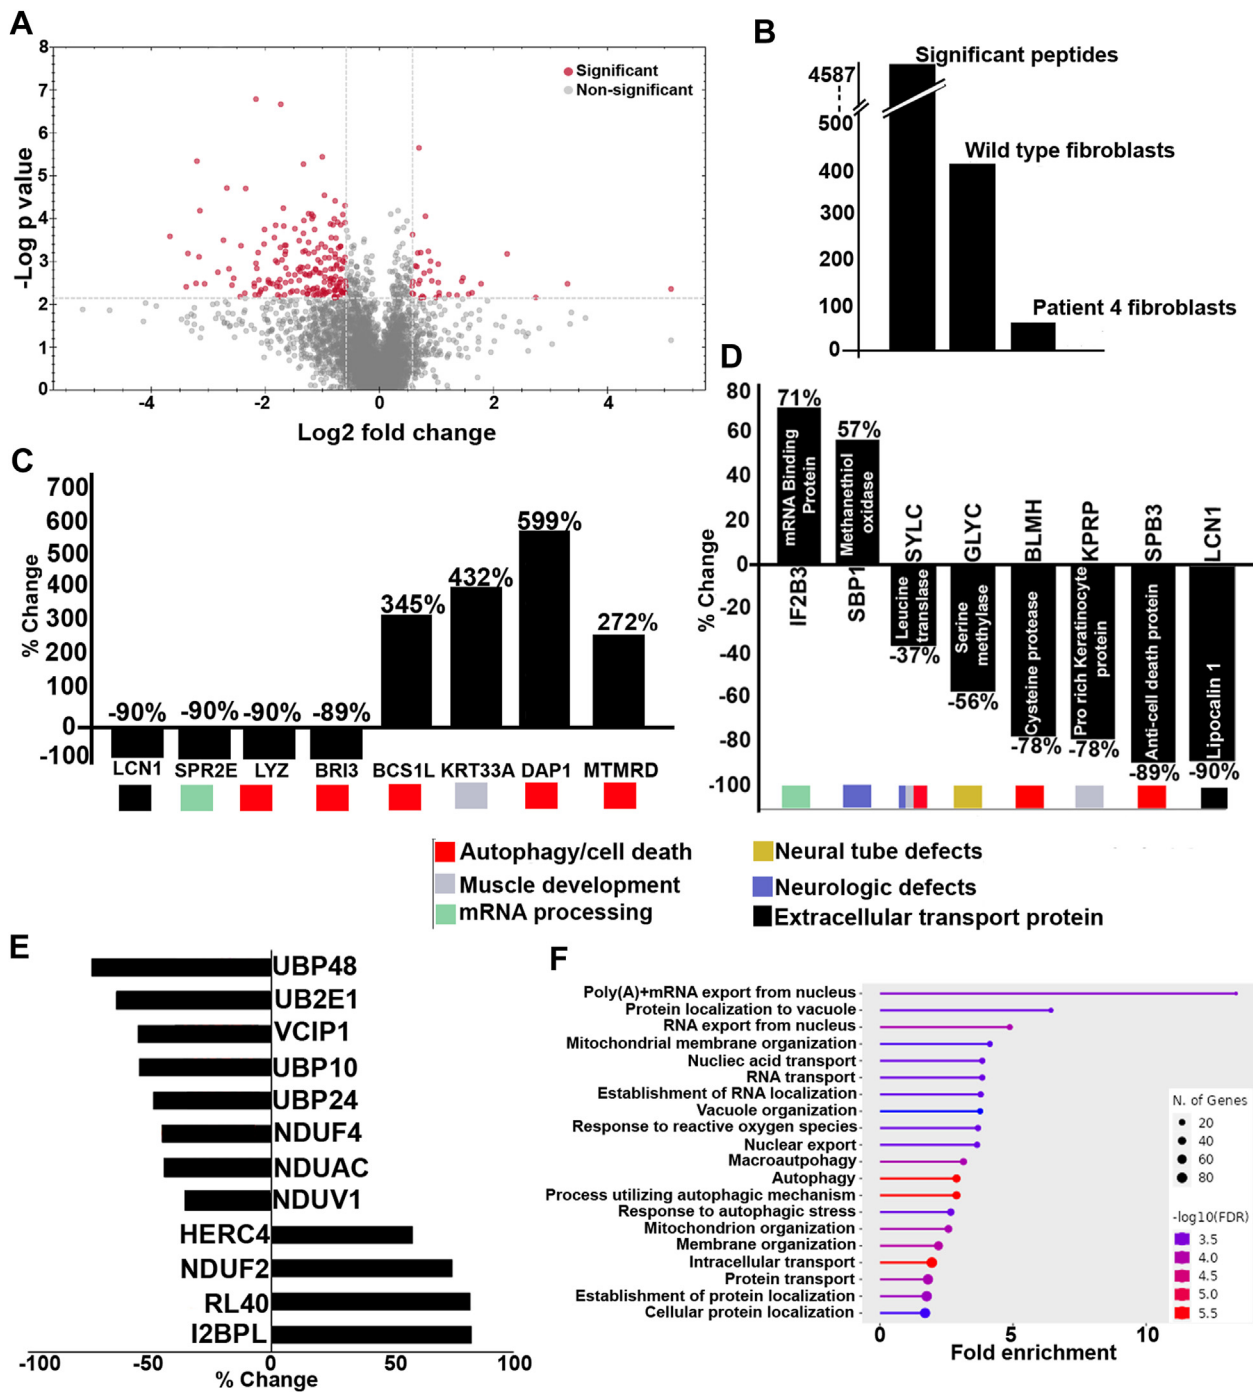 A
8
7
6
5
4
3
2
1
0
-Log p value
-4
-2
0
2
4
Log2 fold change
Significant
Non-significant
B
4587
500
400
300
200
100
0
Significant peptides
Wild type fibroblasts
Patient 4 fibroblasts
C
700
600
500
400
300
200
100
0
-100
% Change
-90%
-90%
-90%
-89%
345%
432%
599%
272%
LCN1
SPR2E
LYZ
BRI3
BCS1L
KRT33A
DAP1
MTMRD
D
80
60
40
20
0
-20
-40
-60
-80
-100
% Change
71%
57%
-37%
-56%
-78%
-78%
-89%
-90%
mRNA Binding
Protein
Methanethiol
oxidase
Leucine
translase
Serine
methylase
Cysteine protease
Pro rich Keratinocyte
protein
Anti-cell death protein
Lipocalin 1
IF2B3
SBP1
SYLC
GLYC
BLMH
KPRP
SPB3
LCN1
Autophagy/cell death
Muscle development
mRNA processing
Neural tube defects
Neurologic defects
Extracellular transport protein
E
UBP48
UB2E1
VCIP1
UBP10
UBP24
NDUF4
NDUAC
NDUV1
HERC4
NDUF2
RL40
I2BPL
-100
-50
0
50
100
% Change
F
Poly(A)+mRNA export from nucleus
Protein localization to vacuole
RNA export from nucleus
Mitochondrial membrane organization
Nucliec acid transport
RNA transport
Establishment of RNA localization
Vacuole organization
Response to reactive oxygen species
Nuclear export
Macroautpohagy
Autophagy
Process utilizing autophagic mechanism
Response to autophagic stress
Mitochondrion organization
Membrane organization
Intracellular transport
Protein transport
Establishment of protein localization
Cellular protein localization
0
5
10
Fold enrichment
N. of Genes
20
40
60
80
-log10(FDR)
3.5
4.0
4.5
5.0
5.5